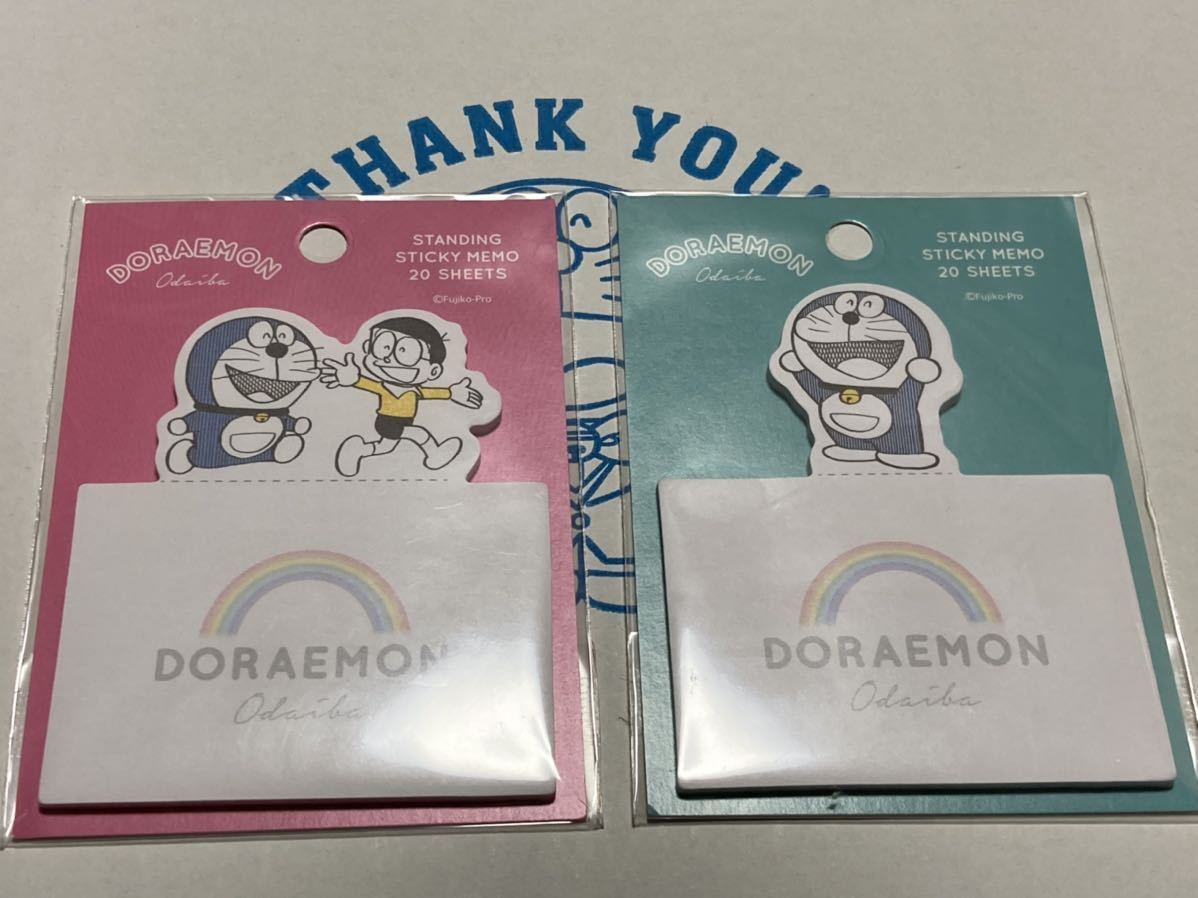 THANK YOU!
DORAEMON
Odaiba
STANDING
STICKY MEMO
20 SHEETS
©Fujiko-Pro
DORAEMON
Odaiba
DORAEMON
Odaiba
STANDING
STICKY MEMO
20 SHEETS
©Fujiko-Pro
DORAEMON
Odaiba